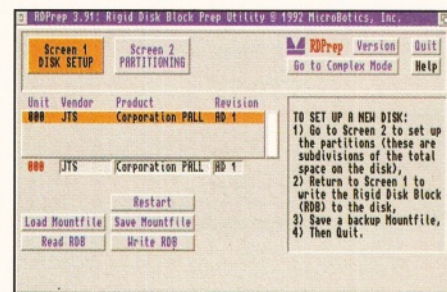 RDPrep 3.91: Rigid Disk Block Prep Utility © 1992 MicroBotics, Inc.
Screen 1
DISK SETUP
Screen 2
PARTITIONING
RDPrep Version Quit
Go to Complex Mode Help
Unit Vendor Product Revision
000 JTS Corporation PALL AD 1
000 JTS Corporation PALL AD 1
Restart
Load Mountfile Save Mountfile
Read RDB Write RDB
TO SET UP A NEW DISK:
1) Go to Screen 2 to set up
the partitions (these are
subdivisions of the total
space on the disk),
2) Return to Screen 1 to
write the Rigid Disk Block
(RDB) to the disk,
3) Save a backup Mountfile,
4) Then Quit.